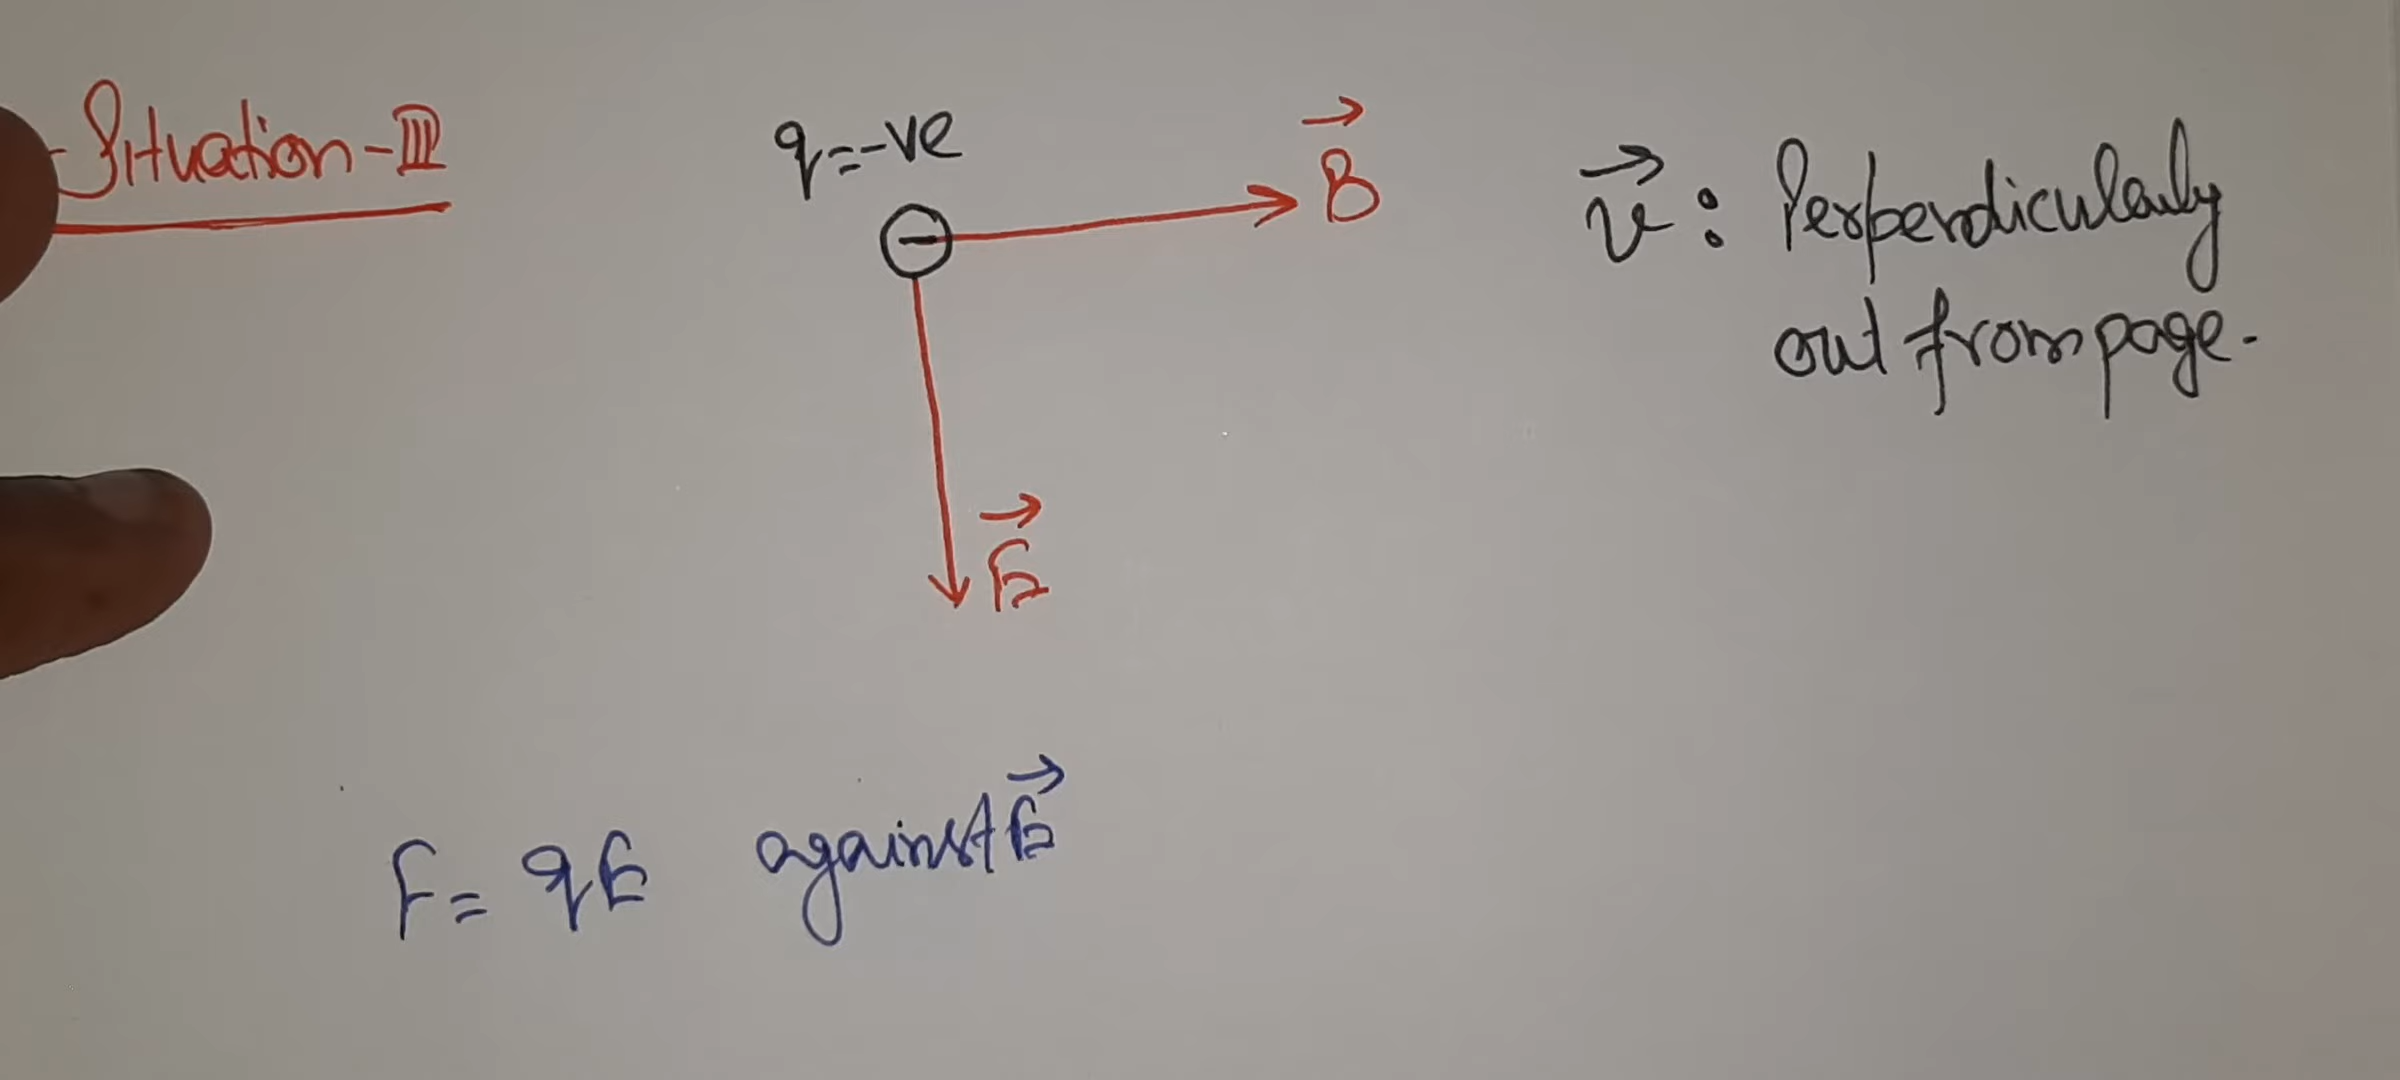 Situation-III
q=-ve
B
v: Perpendicularly
out from page.
E
F= qE against E